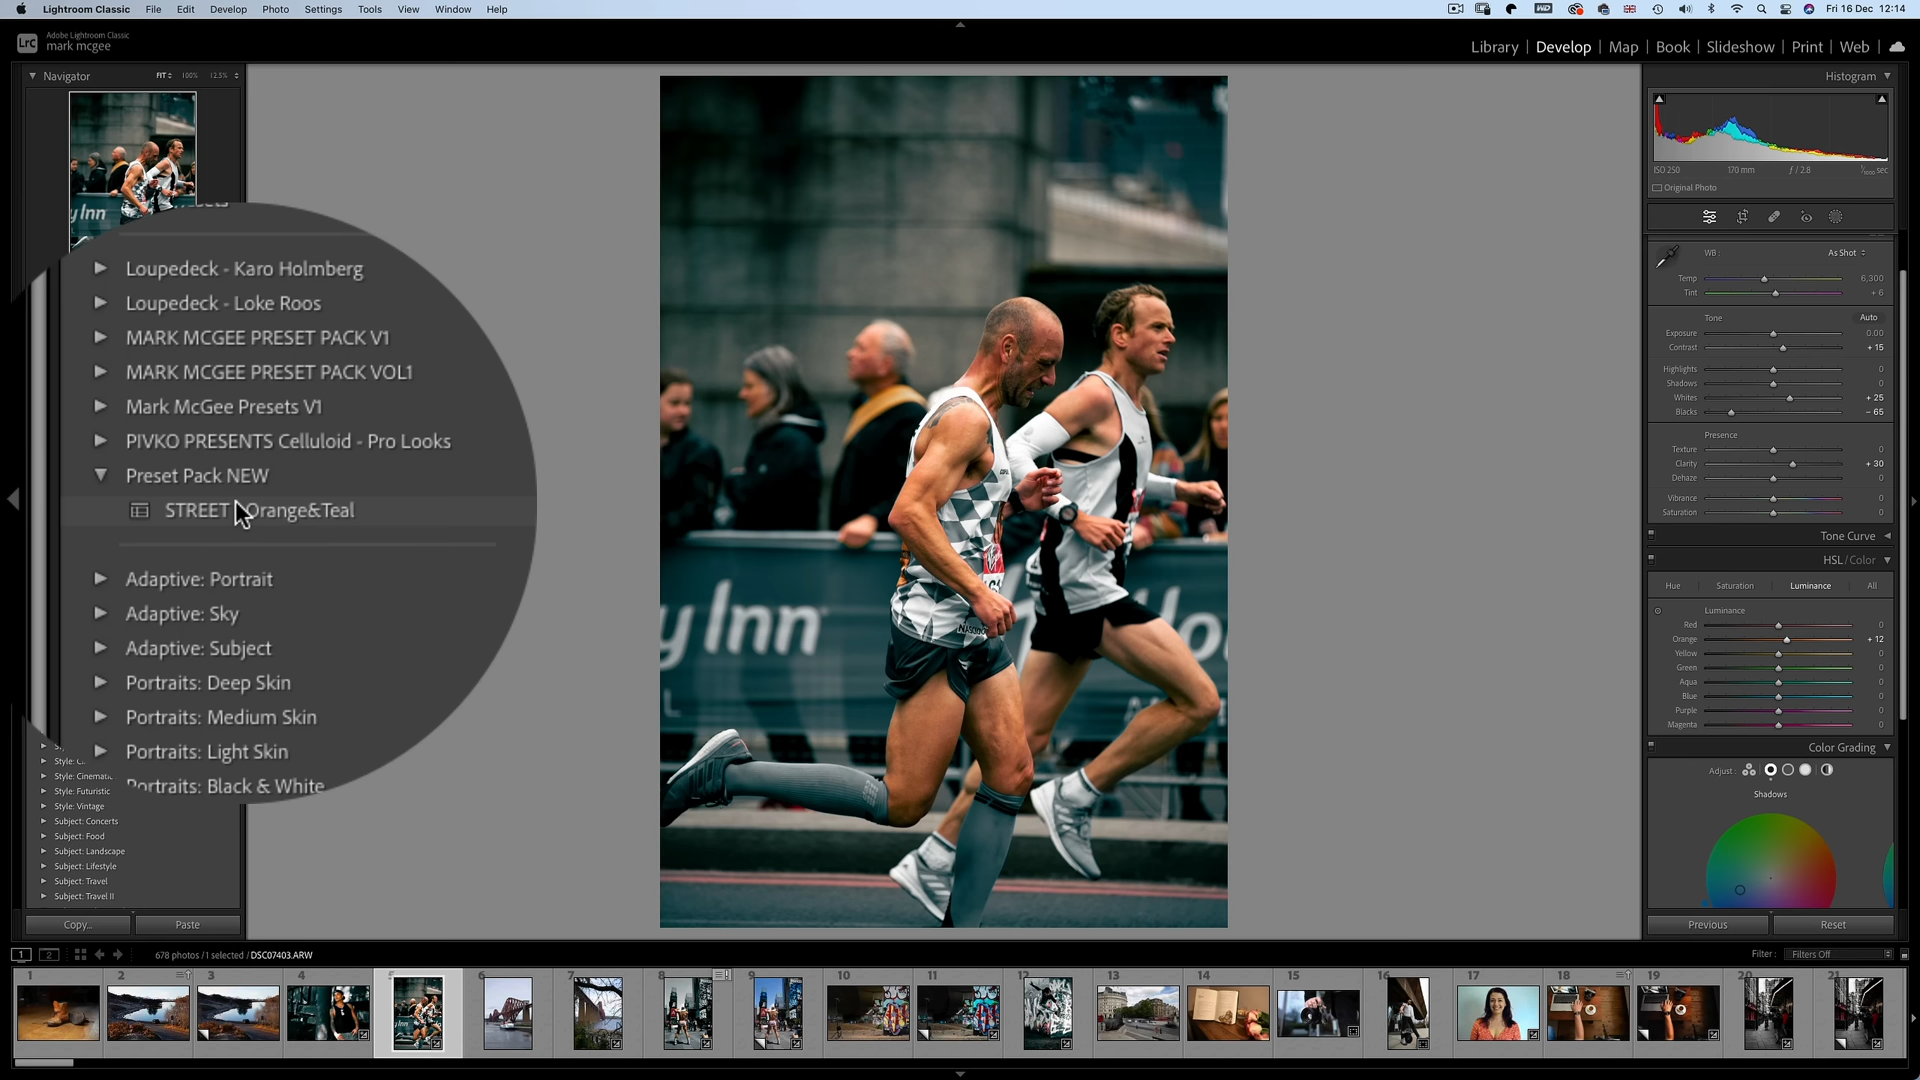 Lightroom Classic File Edit Develop Photo Settings Tools View Window Help
Fri 16 Dec 12:14
Lrc
Adobe Lightroom Classic
mark mcgee
Library | Develop | Map | Book | Slideshow | Print | Web
Navigator FIT 100% 12.5%
Loupedeck - Karo Holmberg
Loupedeck - Loke Roos
MARK MCGEE PRESET PACK V1
MARK MCGEE PRESET PACK VOL1
Mark McGee Presets V1
PIVKO PRESENTS Celluloid - Pro Looks
Preset Pack NEW
STREET Orange&Teal
Adaptive: Portrait
Adaptive: Sky
Adaptive: Subject
Portraits: Deep Skin
Portraits: Medium Skin
Portraits: Light Skin
Portraits: Black & White
Style: Futuristic
Style: Vintage
Subject: Concerts
Subject: Food
Subject: Landscape
Subject: Lifestyle
Subject: Travel
Subject: Travel II
Copy... Paste
y Inn
Histogram
ISO 250 170 mm ƒ / 2.8
Original Photo
WB: As Shot
Temp 6,300
Tint + 6
Tone Auto
Exposure 0.00
Contrast + 15
Highlights 0
Shadows 0
Whites + 25
Blacks - 65
Presence
Texture 0
Clarity + 30
Dehaze 0
Vibrance 0
Saturation 0
Tone Curve
HSL / Color
Hue Saturation Luminance All
Luminance
Red 0
Orange + 12
Yellow 0
Green 0
Aqua 0
Blue 0
Purple 0
Magenta 0
Color Grading
Adjust:
Shadows
Previous Reset
1 2 678 photos / 1 selected / DSC07403.ARW
Filter: Filters Off
1 2 3 4 5 6 7 8 9 10 11 12 13 14 15 16 17 18 19 20 21